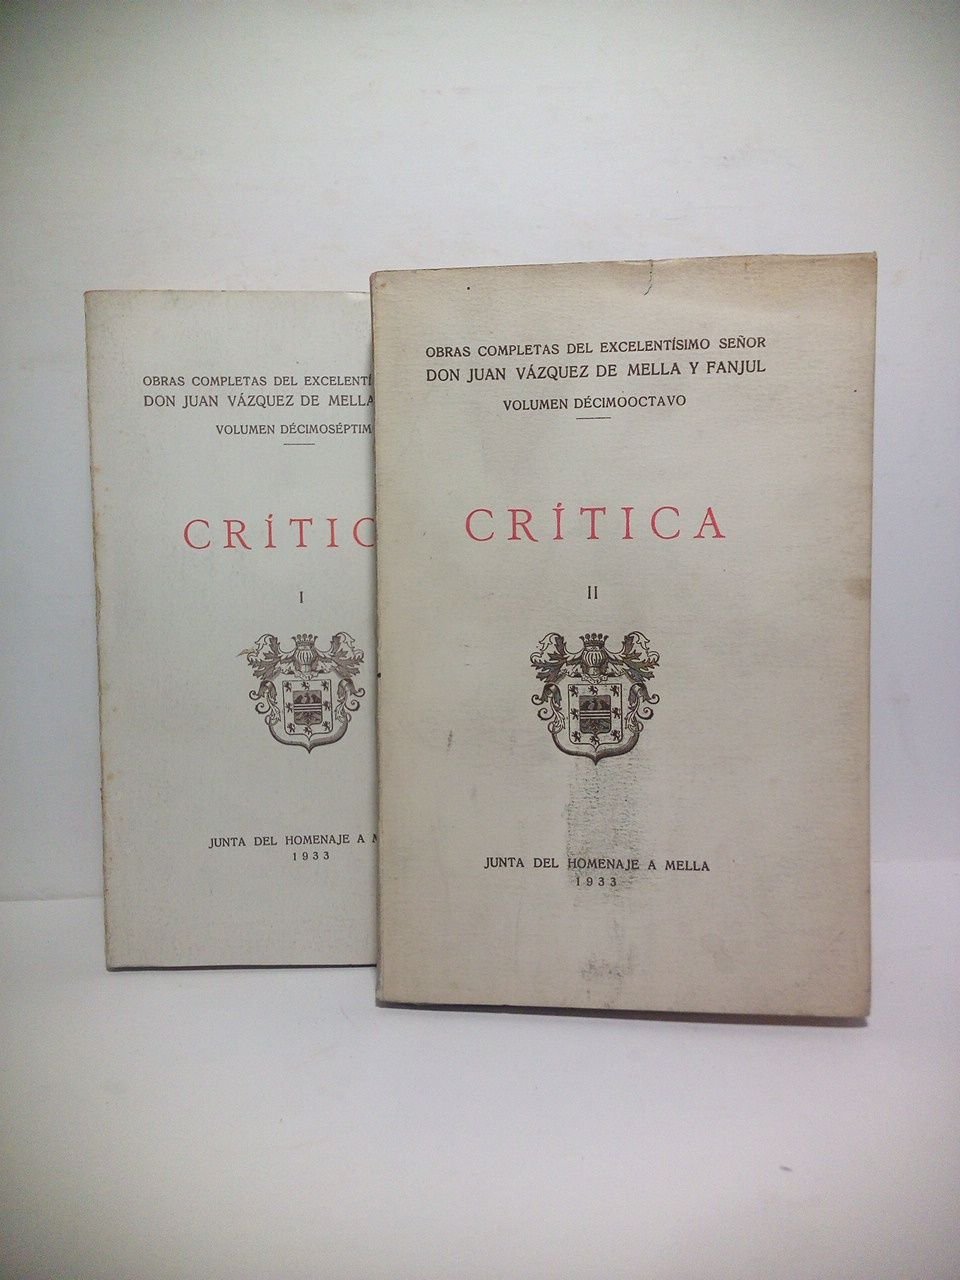 OBRAS COMPLETAS DEL EXCELENTÍ
DON JUAN VÁZQUEZ DE MELLA
VOLUMEN DÉCIMOSÉPTIM
CRÍTIC
I
JUNTA DEL HOMENAJE A M
1933
OBRAS COMPLETAS DEL EXCELENTÍSIMO SEÑOR
DON JUAN VÁZQUEZ DE MELLA Y FANJUL
VOLUMEN DÉCIMOOCTAVO
CRÍTICA
II
JUNTA DEL HOMENAJE A MELLA
1933